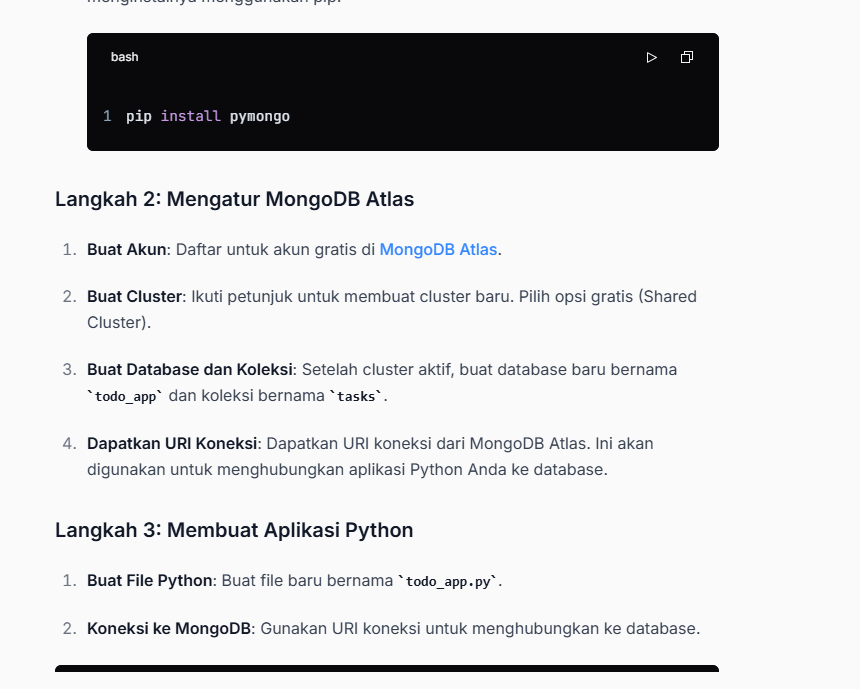 menginstalnya menggunakan pip.
bash
1 pip install pymongo
Langkah 2: Mengatur MongoDB Atlas
1. Buat Akun: Daftar untuk akun gratis di MongoDB Atlas.
2. Buat Cluster: Ikuti petunjuk untuk membuat cluster baru. Pilih opsi gratis (Shared
Cluster).
3. Buat Database dan Koleksi: Setelah cluster aktif, buat database baru bernama
`todo_app` dan koleksi bernama `tasks`.
4. Dapatkan URI Koneksi: Dapatkan URI koneksi dari MongoDB Atlas. Ini akan
digunakan untuk menghubungkan aplikasi Python Anda ke database.
Langkah 3: Membuat Aplikasi Python
1. Buat File Python: Buat file baru bernama `todo_app.py`.
2. Koneksi ke MongoDB: Gunakan URI koneksi untuk menghubungkan ke database.